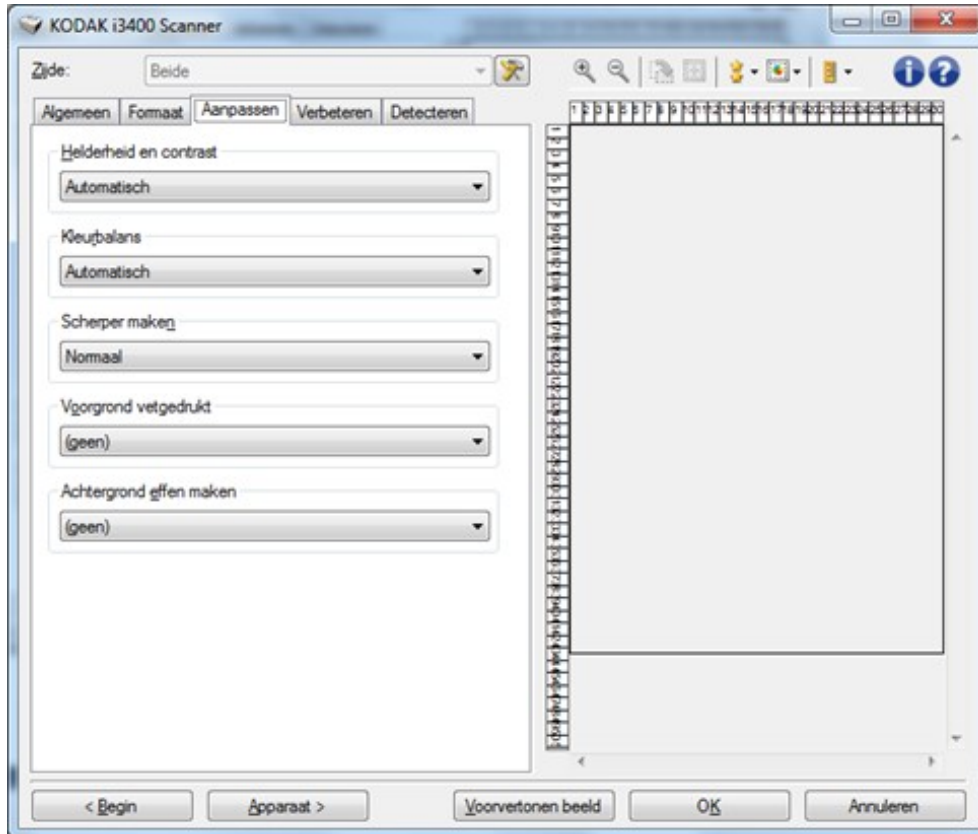 KODAK i3400 Scanner
Zijde: Beide
Algemeen Formaat Aanpassen Verbeteren Detecteren
Helderheid en contrast
Automatisch
Kleurbalans
Automatisch
Scherper maken
Normaal
Voorgrond vetgedrukt
(geen)
Achtergrond effen maken
(geen)
< Begin Apparaat > Voorvertonen beeld OK Annuleren